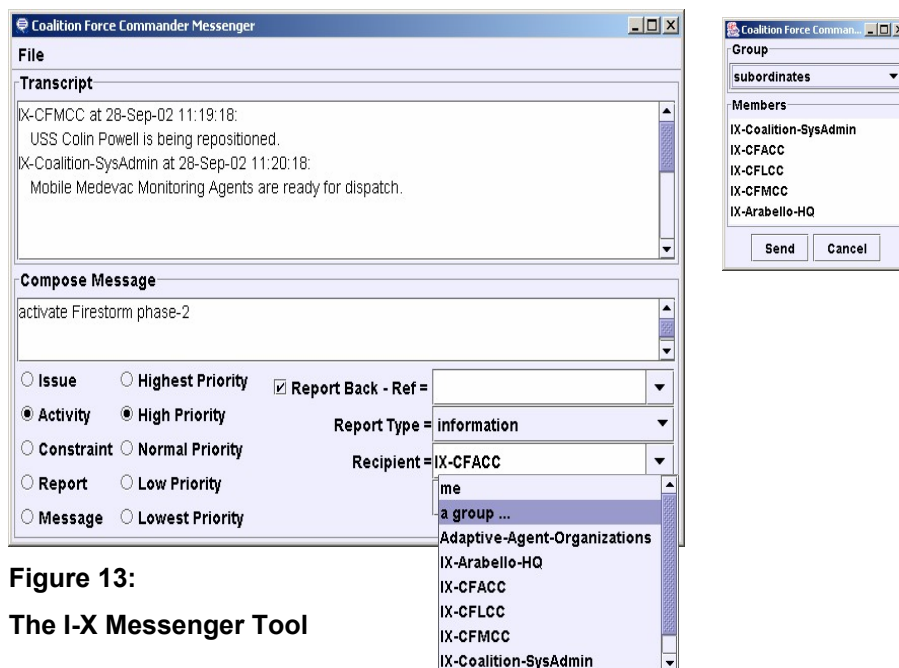 Coalition Force Commander Messenger
File
Transcript
IX-CFMCC at 28-Sep-02 11:19:18:
USS Colin Powell is being repositioned.
IX-Coalition-SysAdmin at 28-Sep-02 11:20:18:
Mobile Medevac Monitoring Agents are ready for dispatch.
Compose Message
activate Firestorm phase-2
Issue
Activity
Constraint
Report
Message
Highest Priority
High Priority
Normal Priority
Low Priority
Lowest Priority
Report Back - Ref =
Report Type = information
Recipient = IX-CFACC
me
a group ...
Adaptive-Agent-Organizations
IX-Arabello-HQ
IX-CFACC
IX-CFLCC
IX-CFMCC
IX-Coalition-SysAdmin
Coalition Force Comman...
Group
subordinates
Members
IX-Coalition-SysAdmin
IX-CFACC
IX-CFLCC
IX-CFMCC
IX-Arabello-HQ
Send Cancel
Figure 13:
The I-X Messenger Tool